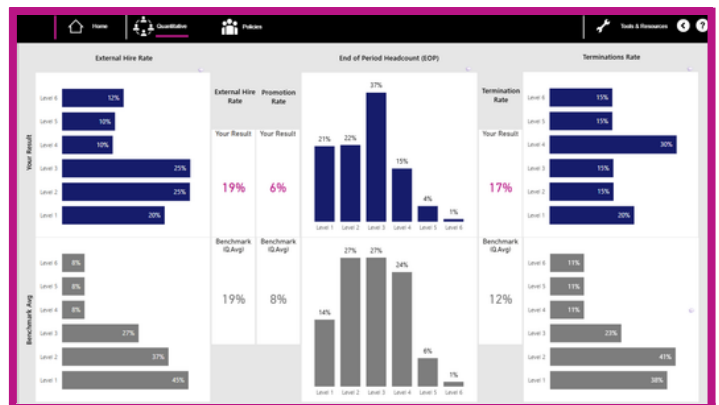 Home
Quantitative
Policies
Tools & Resources
?
External Hire Rate
End of Period Headcount (EOP)
Terminations Rate
Your Result
Level 6
12%
Level 5
10%
Level 4
10%
Level 3
25%
Level 2
25%
Level 1
20%
External Hire Rate
Promotion Rate
Your Result
Your Result
19%
6%
21%
22%
37%
15%
4%
1%
Level 1
Level 2
Level 3
Level 4
Level 5
Level 6
Termination Rate
Your Result
17%
Level 6
15%
Level 5
15%
Level 4
30%
Level 3
15%
Level 2
15%
Level 1
20%
Benchmark Avg
Level 6
8%
Level 5
8%
Level 4
8%
Level 3
27%
Level 2
37%
Level 1
45%
Benchmark (Q.Avg)
Benchmark (Q.Avg)
19%
8%
14%
27%
27%
24%
6%
1%
Level 1
Level 2
Level 3
Level 4
Level 5
Level 6
Benchmark (Q.Avg)
12%
Level 6
11%
Level 5
11%
Level 4
11%
Level 3
23%
Level 2
41%
Level 1
38%